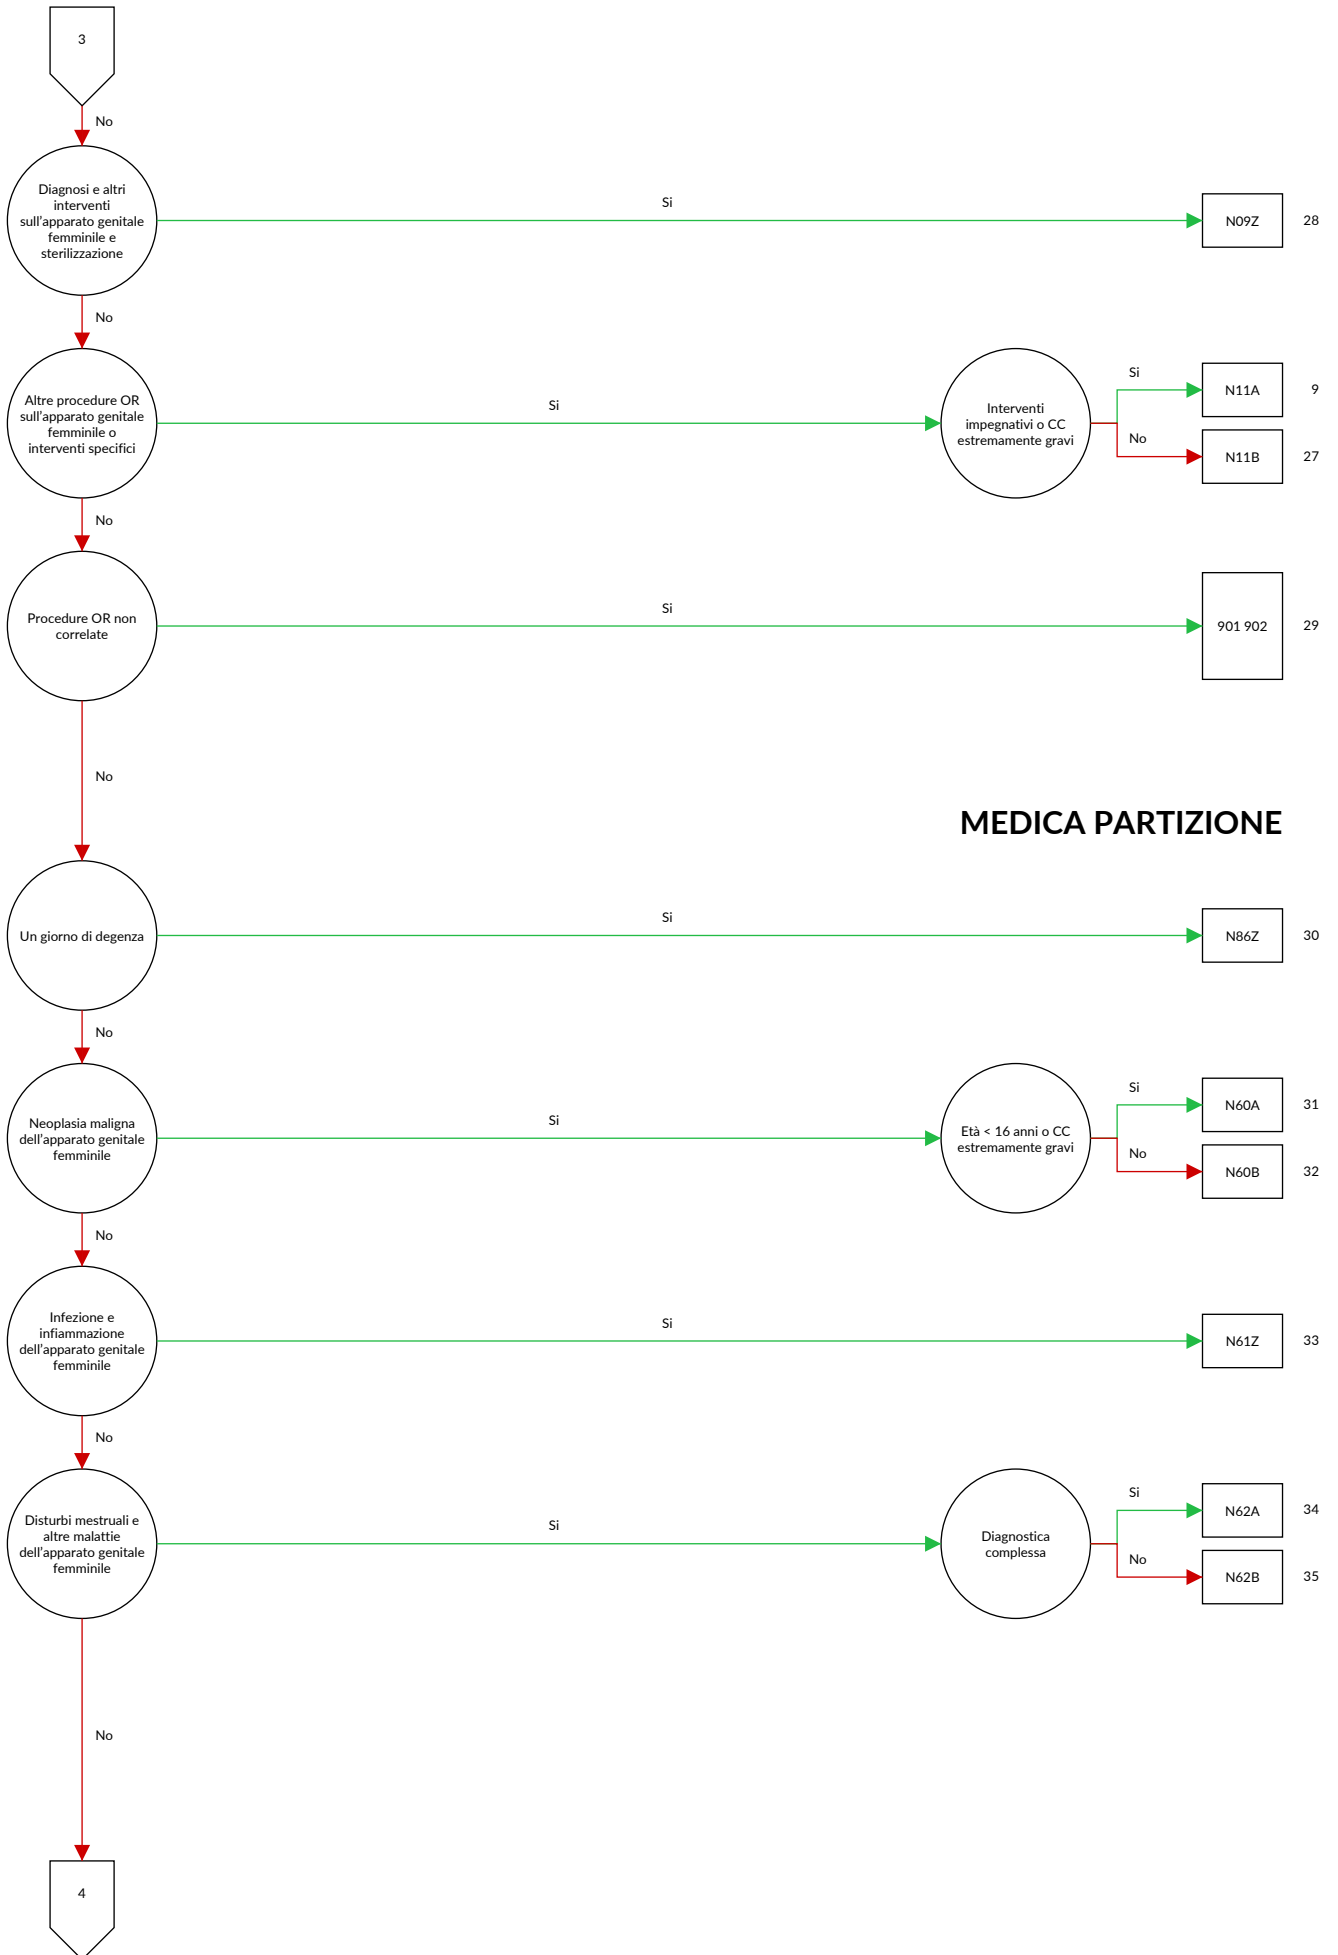 3
No
Diagnosi e altri
interventi
sull'apparato genitale
femminile e
sterilizzazione
Si
N09Z
28
No
Altre procedure OR
sull'apparato genitale
femminile o
interventi specifici
Si
Interventi
impegnativi o CC
estremamente gravi
Si
N11A
9
No
N11B
27
No
Procedure OR non
correlate
Si
901 902
29
No
MEDICA PARTIZIONE
Un giorno di degenza
Si
N86Z
30
No
Neoplasia maligna
dell'apparato genitale
femminile
Si
Età < 16 anni o CC
estremamente gravi
Si
N60A
31
No
N60B
32
No
Infezione e
infiammazione
dell'apparato genitale
femminile
Si
N61Z
33
No
Disturbi mestruali e
altre malattie
dell'apparato genitale
femminile
Si
Diagnostica
complessa
Si
N62A
34
No
N62B
35
No
4